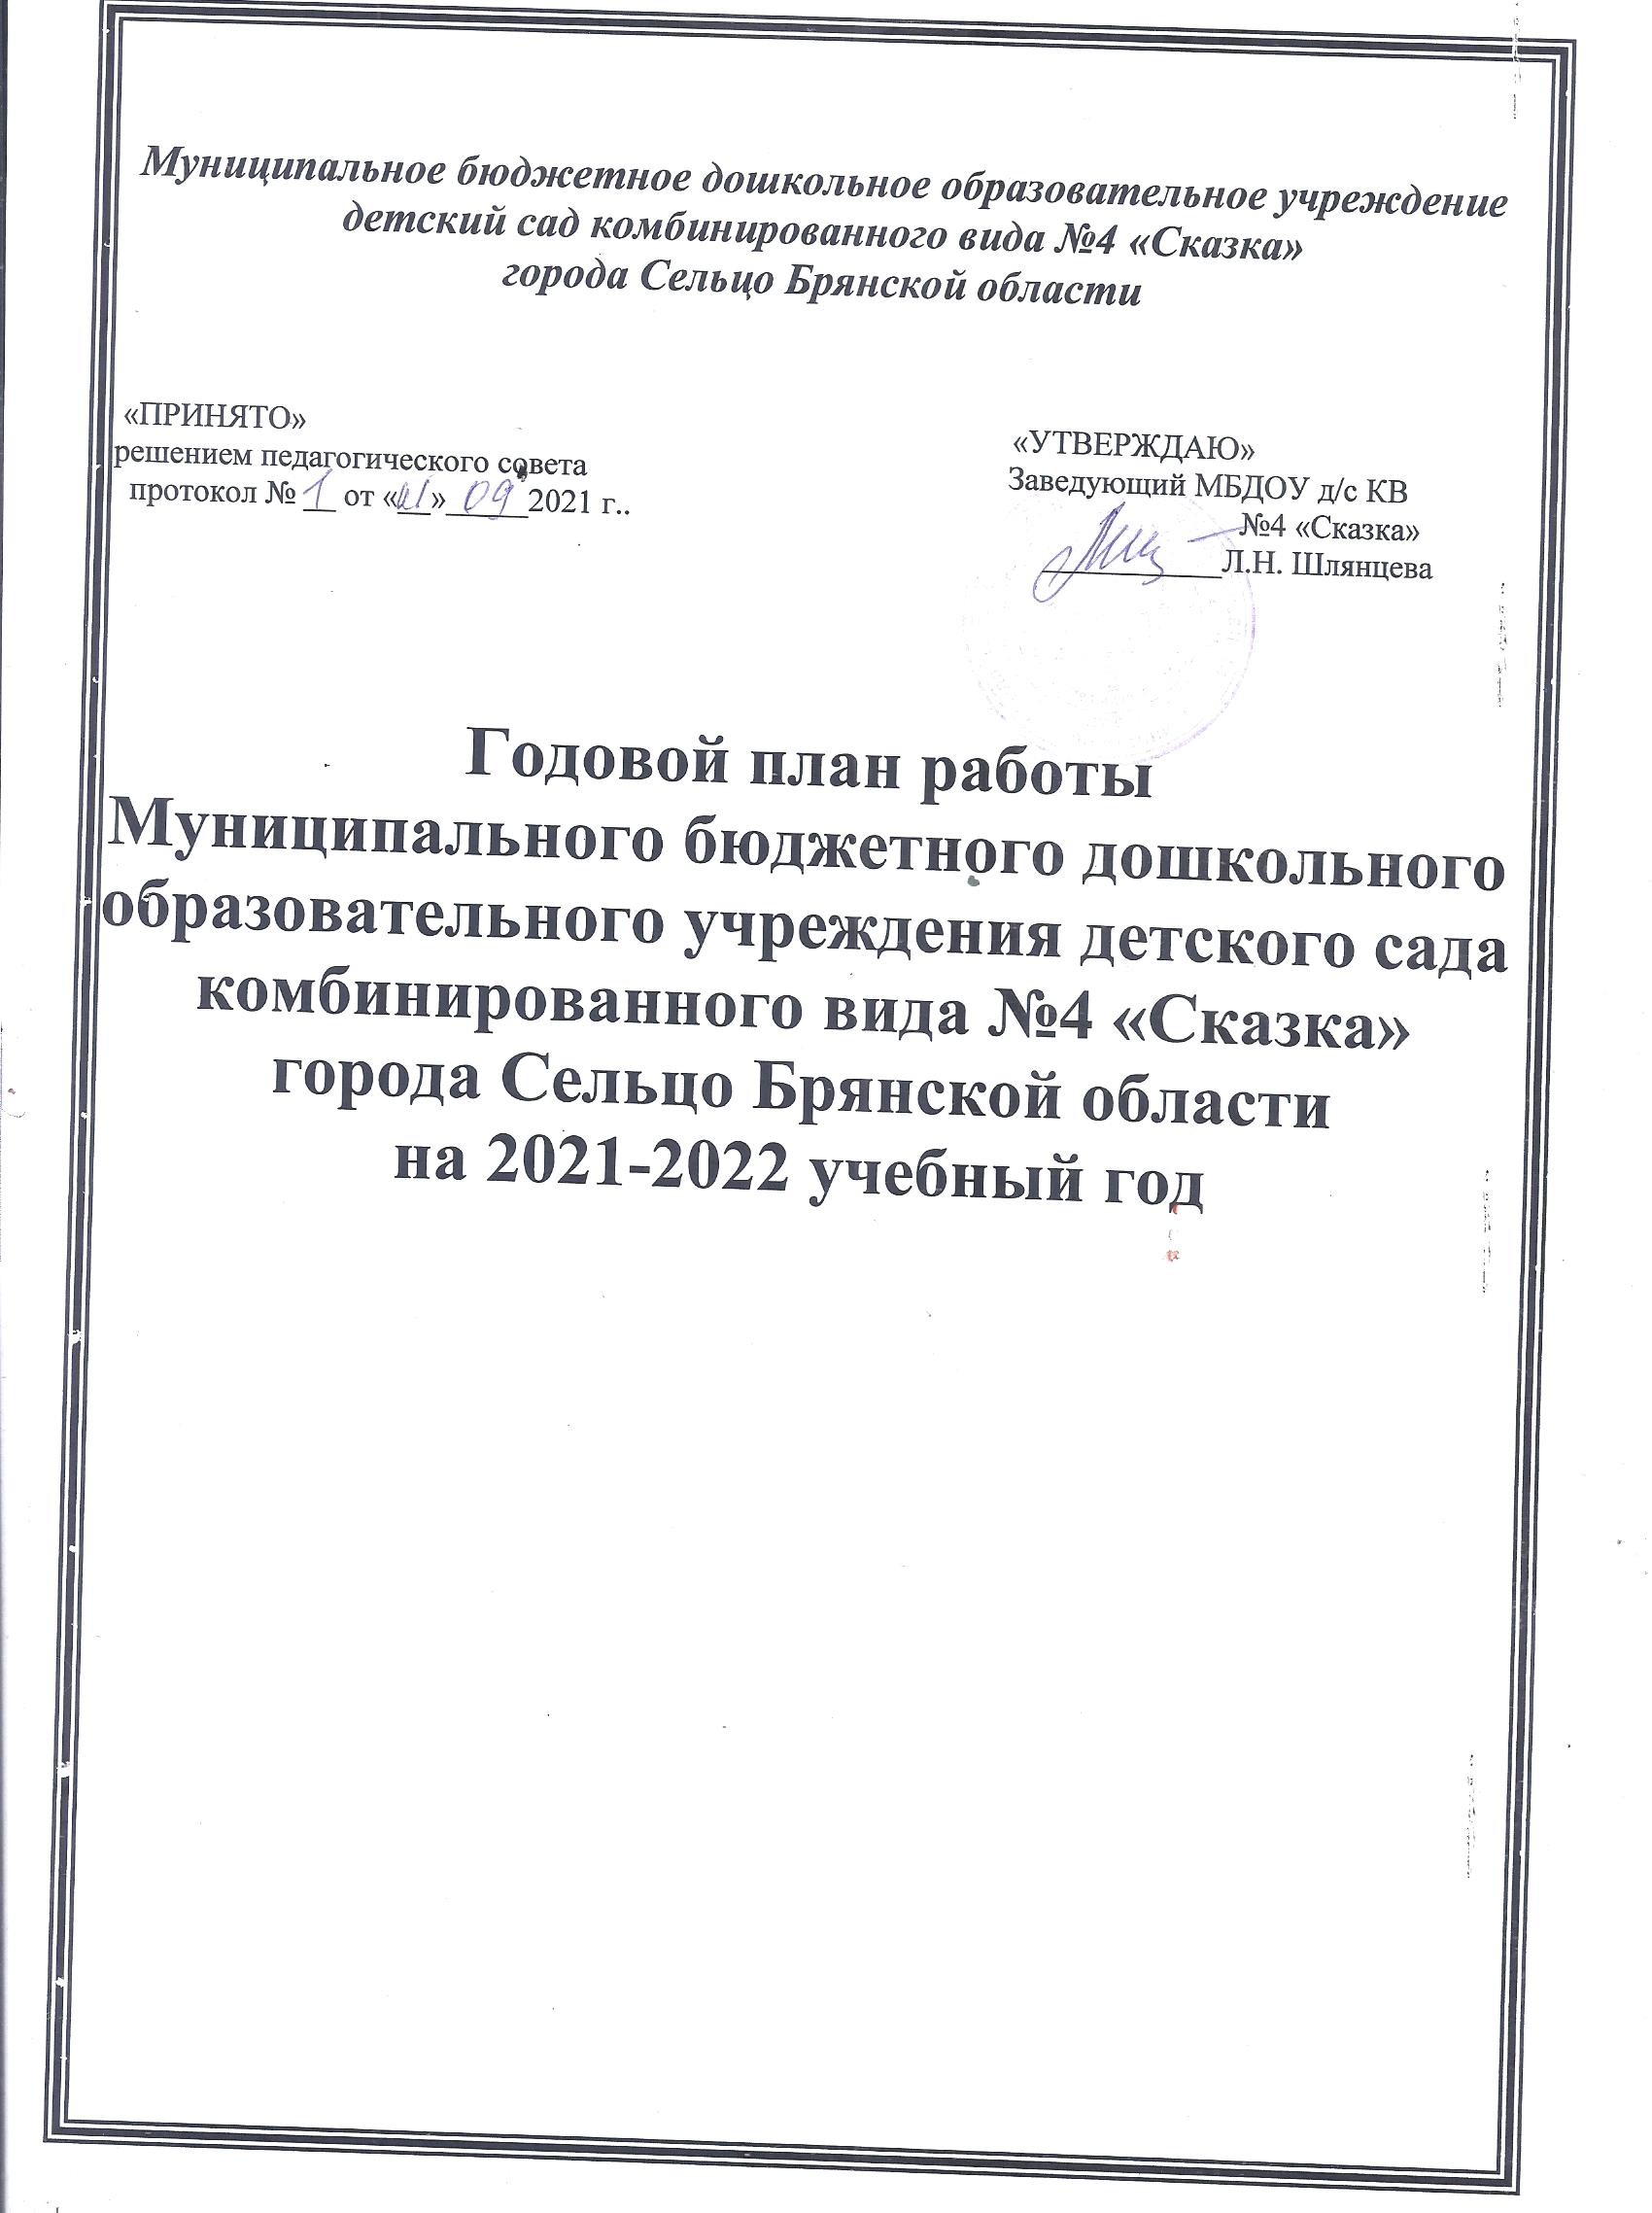 Муниципальное бюджетное дошкольное образовательное учреждение
детский сад комбинированного вида №4 «Сказка»
города Сельцо Брянской области
«ПРИНЯТО»
решением педагогического совета
протокол № 1 от «» 09 2021 г..
«УТВЕРЖДАЮ»
Заведующий МБДОУ д/с КВ
№4 «Сказка»
Л.Н. Шлянцева
Годовой план работы
Муниципального бюджетного дошкольного
образовательного учреждения детского сада
комбинированного вида №4 «Сказка»
города Сельцо Брянской области
на 2021-2022 учебный год